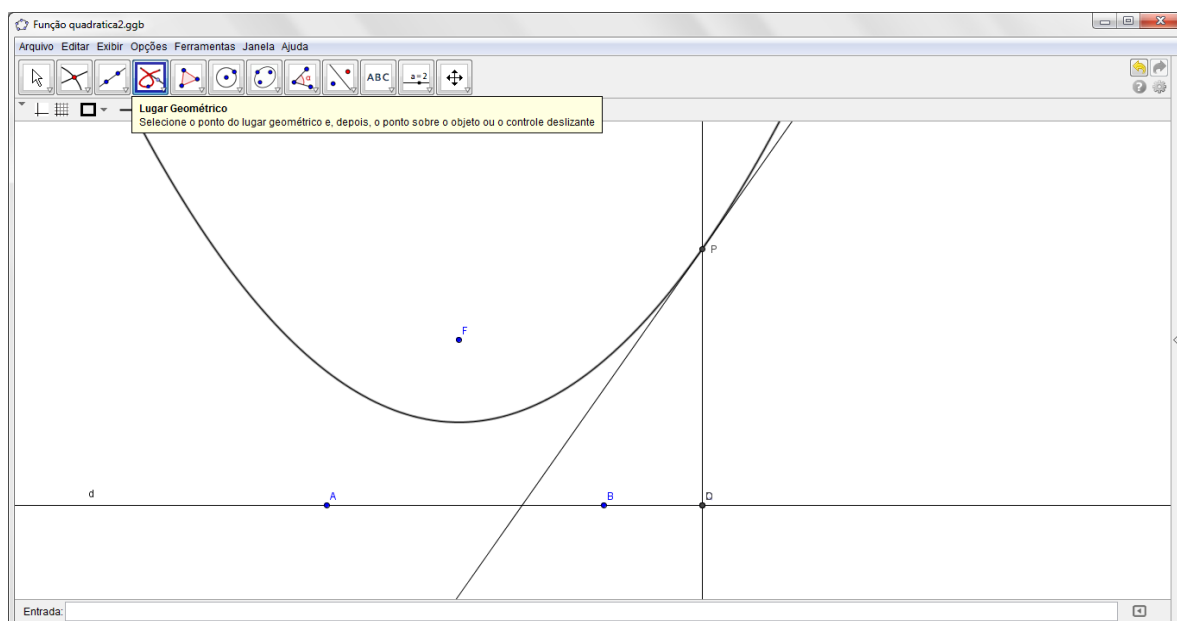 Função quadratica2.ggb
Arquivo Editar Exibir Opções Ferramentas Janela Ajuda
α ABC a=2
Lugar Geométrico
Selecione o ponto do lugar geométrico e, depois, o ponto sobre o objeto ou o controle deslizante
P
F
d
A
B
D
Entrada: